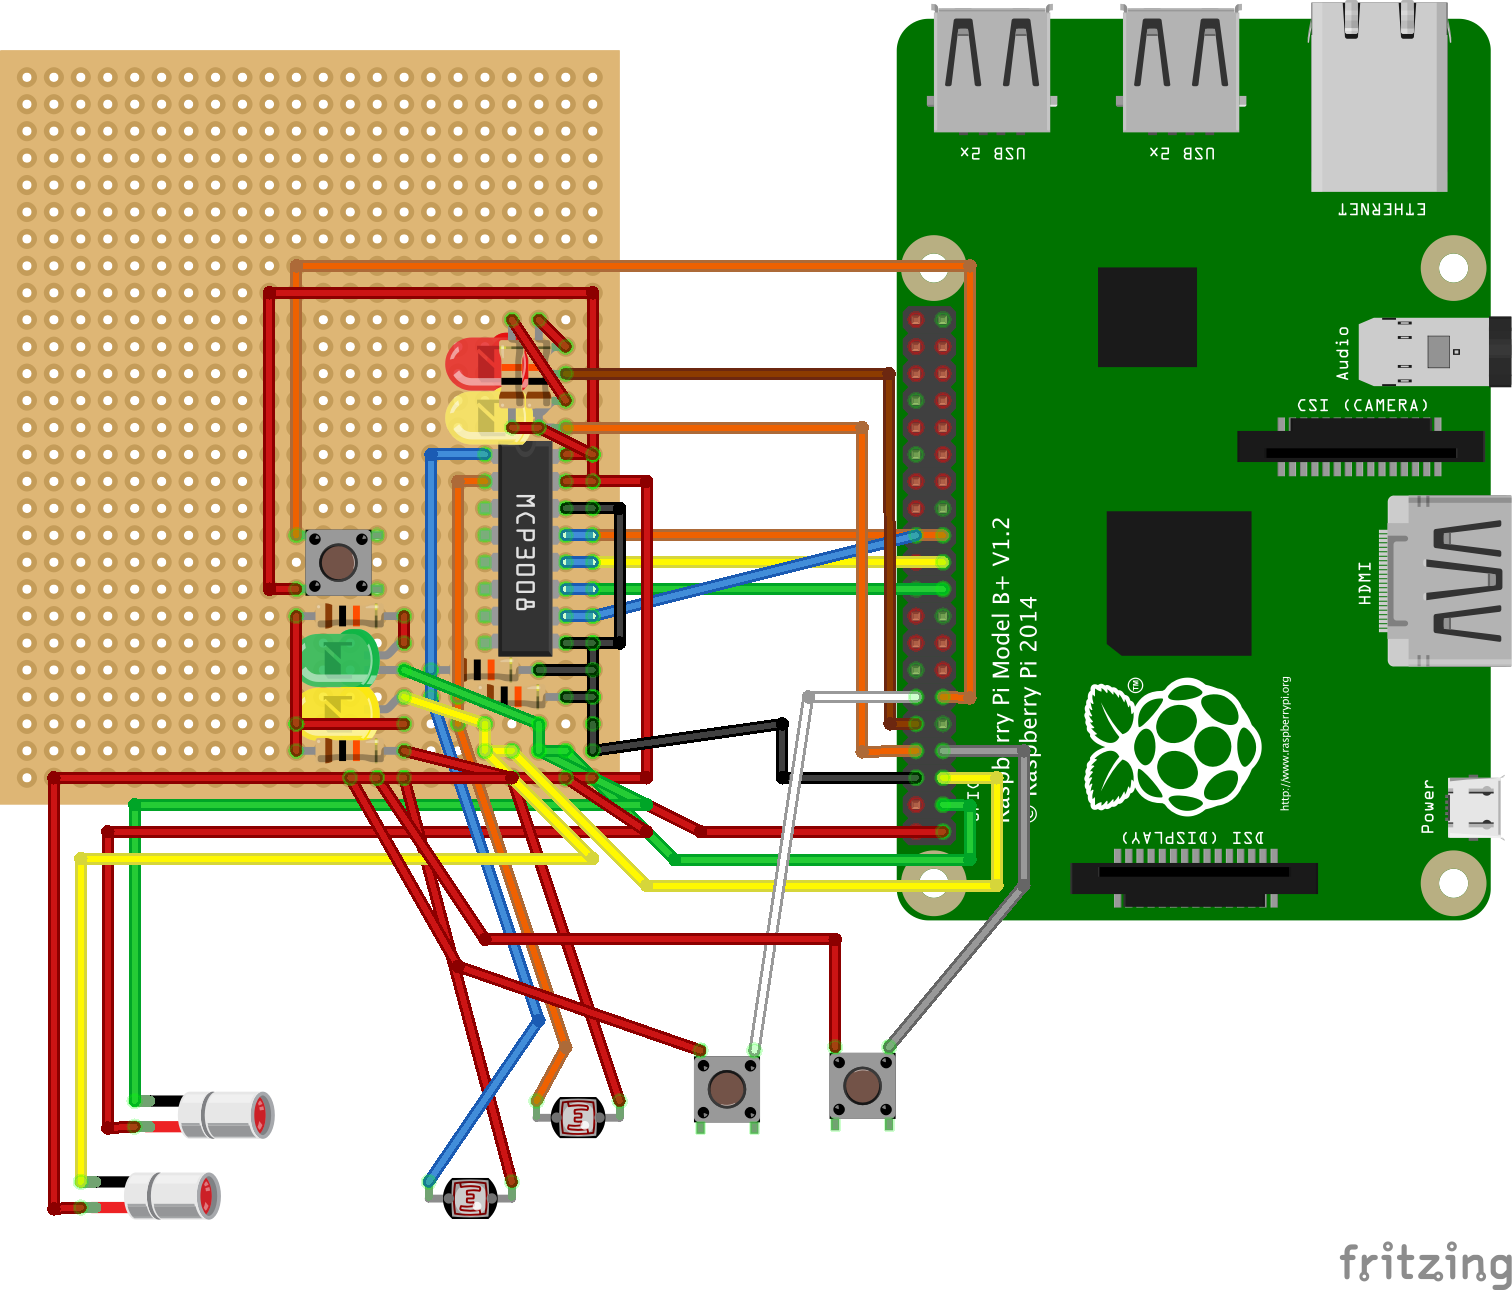 USB 2x
USB 2x
ETHERNET
Audio
CSI (CAMERA)
MCP3008
Raspberry Pi Model B+ V1.2
© Raspberry Pi 2014
HDMI
TM
http://www.raspberrypi.org
GPIO
Power
DSI (DISPLAY)
fritzing